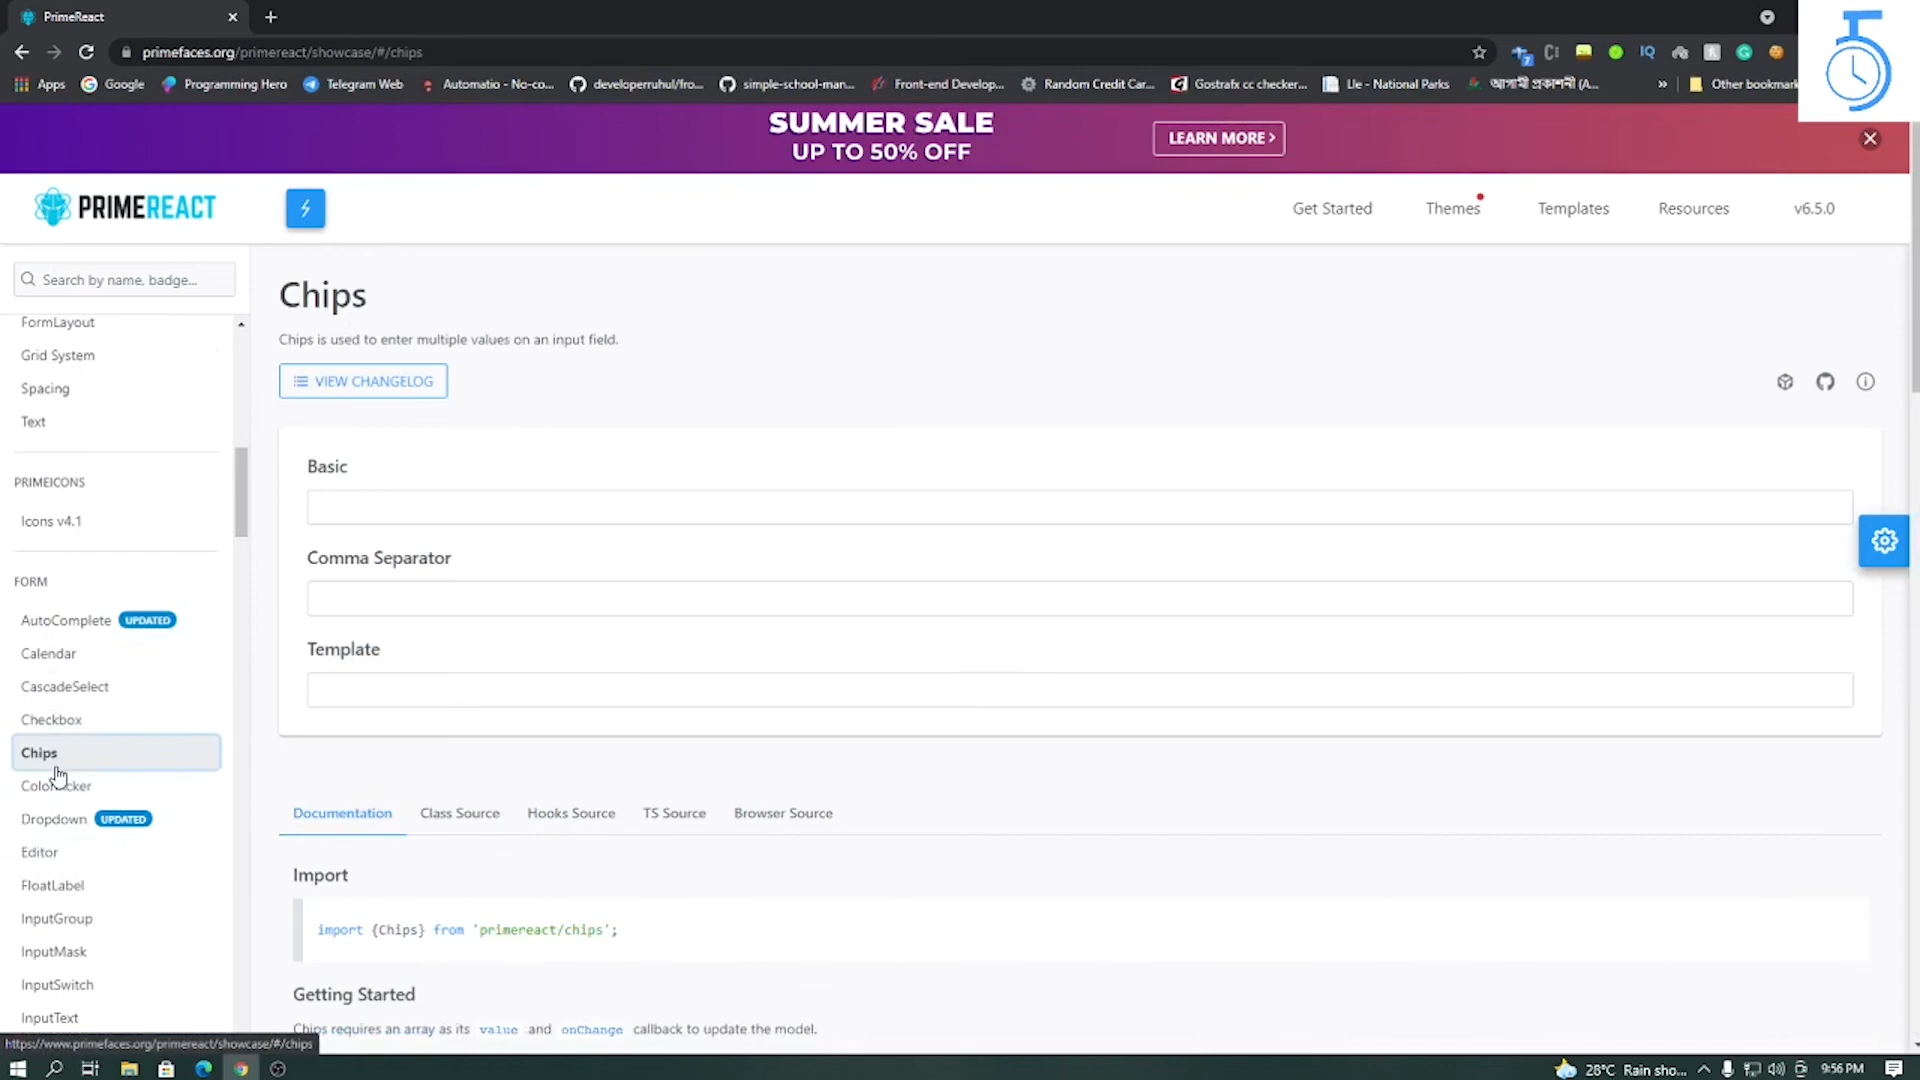 PrimeReact
primefaces.org/primereact/showcase/#/chips
Apps
Google
Programming Hero
Telegram Web
Automatio - No-co...
developerruhul/fro...
simple-school-man...
Front-end Develop...
Random Credit Car...
Gostrafx cc checker...
LIe - National Parks
আগামী প্রকাশনী (A...
»
Other bookmark
SUMMER SALE
UP TO 50% OFF
LEARN MORE >
PRIMEREACT
Get Started
Themes
Templates
Resources
v6.5.0
Search by name, badge...
FormLayout
Grid System
Spacing
Text
PRIMEICONS
Icons v4.1
FORM
AutoComplete UPDATED
Calendar
CascadeSelect
Checkbox
Chips
ColorPicker
Dropdown UPDATED
Editor
FloatLabel
InputGroup
InputMask
InputSwitch
InputText
Chips
Chips is used to enter multiple values on an input field.
VIEW CHANGELOG
Basic
Comma Separator
Template
Documentation
Class Source
Hooks Source
TS Source
Browser Source
Import
import {Chips} from 'primereact/chips';
Getting Started
Chips requires an array as its value and onChange callback to update the model.
https://www.primefaces.org/primereact/showcase/#/chips
28°C Rain sho...
9:56 PM